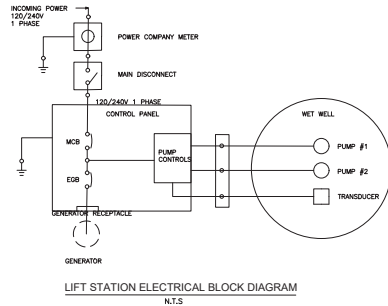 INCOMING POWER
120/240V
1 PHASE
POWER COMPANY METER
MAIN DISCONNECT
120/240V 1 PHASE
CONTROL PANEL
WET WELL
MCB
PUMP
CONTROLS
PUMP #1
EGB
PUMP #2
TRANSDUCER
GENERATOR RECEPTACLE
GENERATOR
LIFT STATION ELECTRICAL BLOCK DIAGRAM
N.T.S